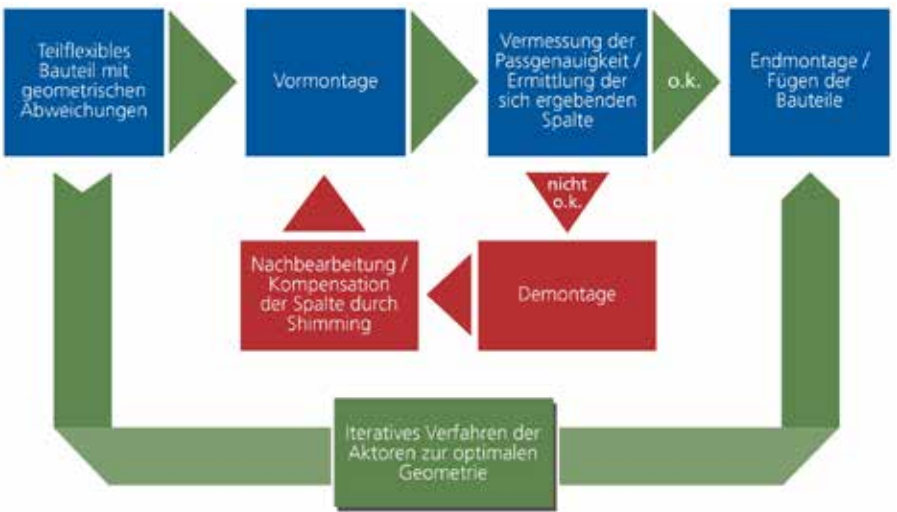 Teilflexibles
Bauteil mit
geometrischen
Abweichungen
Vormontage
Vermessung der
Passgenauigkeit /
Ermittlung der
sich ergebenden
Spalte
o.k.
Endmontage /
Fügen der
Bauteile
nicht
o.k.
Demontage
Nachbearbeitung /
Kompensation
der Spalte durch
Shimming
Iteratives Verfahren der
Aktoren zur optimalen
Geometrie